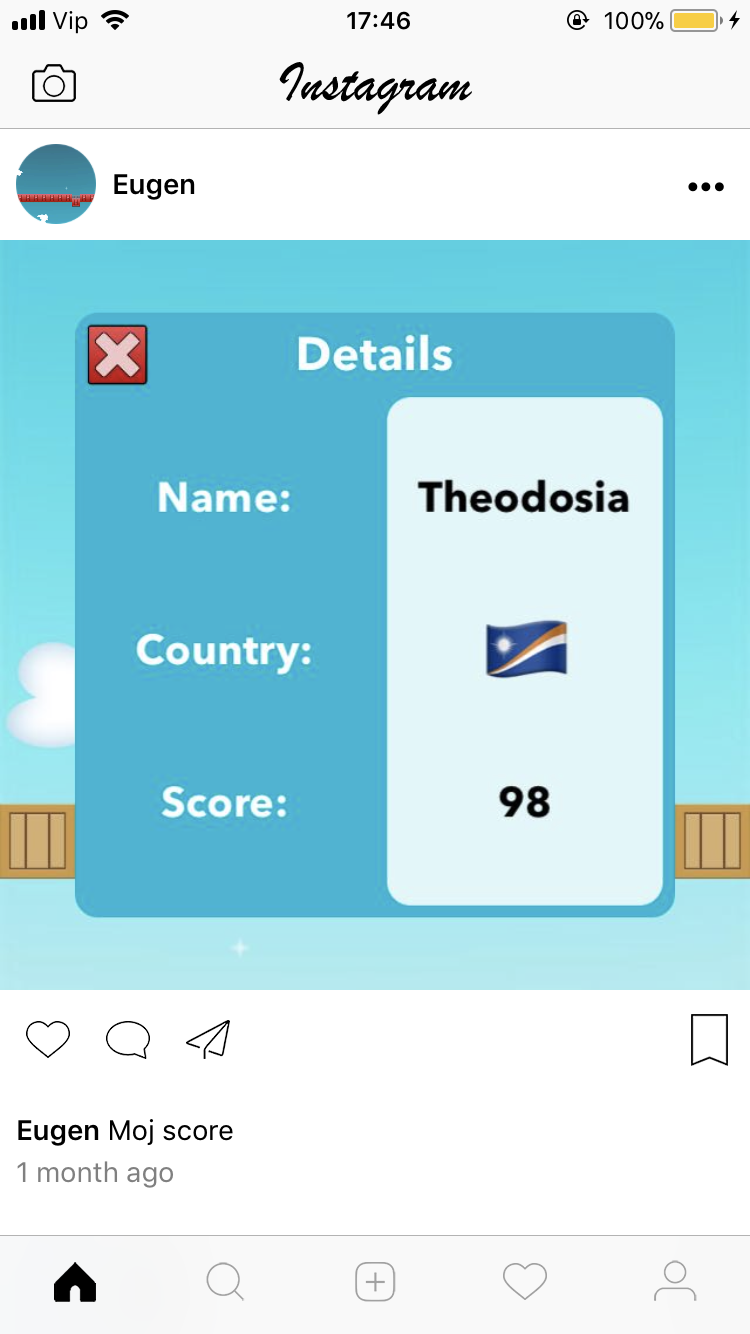 Vip 17:46 100%
Instagram
Eugen
Details
Name: Theodosia
Country:
Score: 98
Eugen Moj score
1 month ago